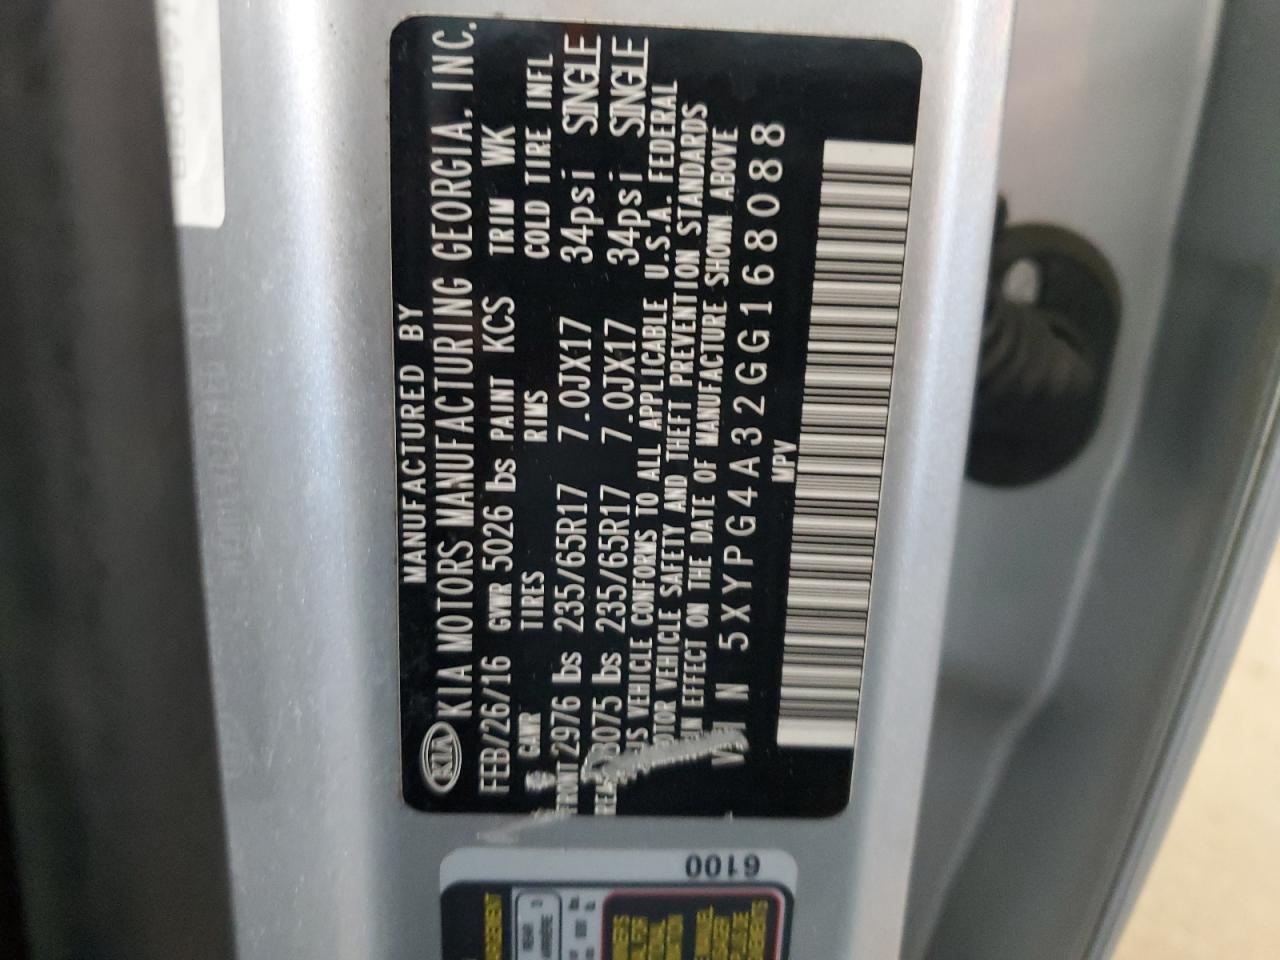 MANUFACTURED BY
KIA KIA MOTORS MANUFACTURING GEORGIA, INC.
FEB/26/16 GVWR 5026 lbs PAINT KCS TRIM WK
GAWR TIRES RIMS COLD TIRE INFL
FRONT 2976 lbs 235/65R17 7.0JX17 34psi SINGLE
REAR 3075 lbs 235/65R17 7.0JX17 34psi SINGLE
VEHICLE CONFORMS TO ALL APPLICABLE U.S.A. FEDERAL
MOTOR VEHICLE SAFETY AND THEFT PREVENTION STANDARDS
IN EFFECT ON THE DATE OF MANUFACTURE SHOWN ABOVE
VIN 5XYPG4A32GG168088
MPV
6100